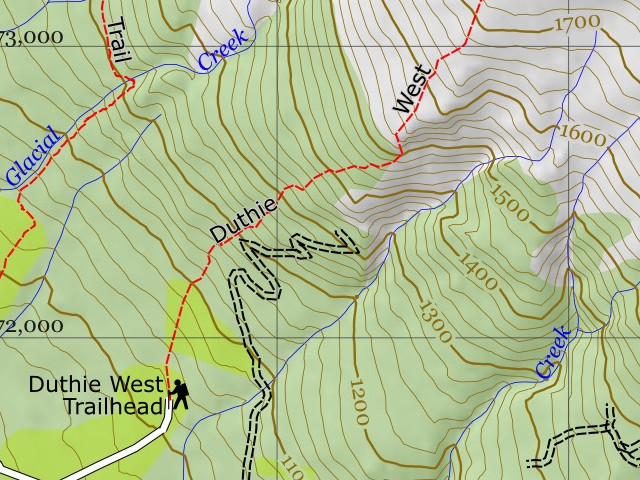 Trail
Creek
1700
73,000
West
Glacial
1600
Duthie
1500
1400
1300
72,000
Creek
Duthie West
Trailhead
1200
110